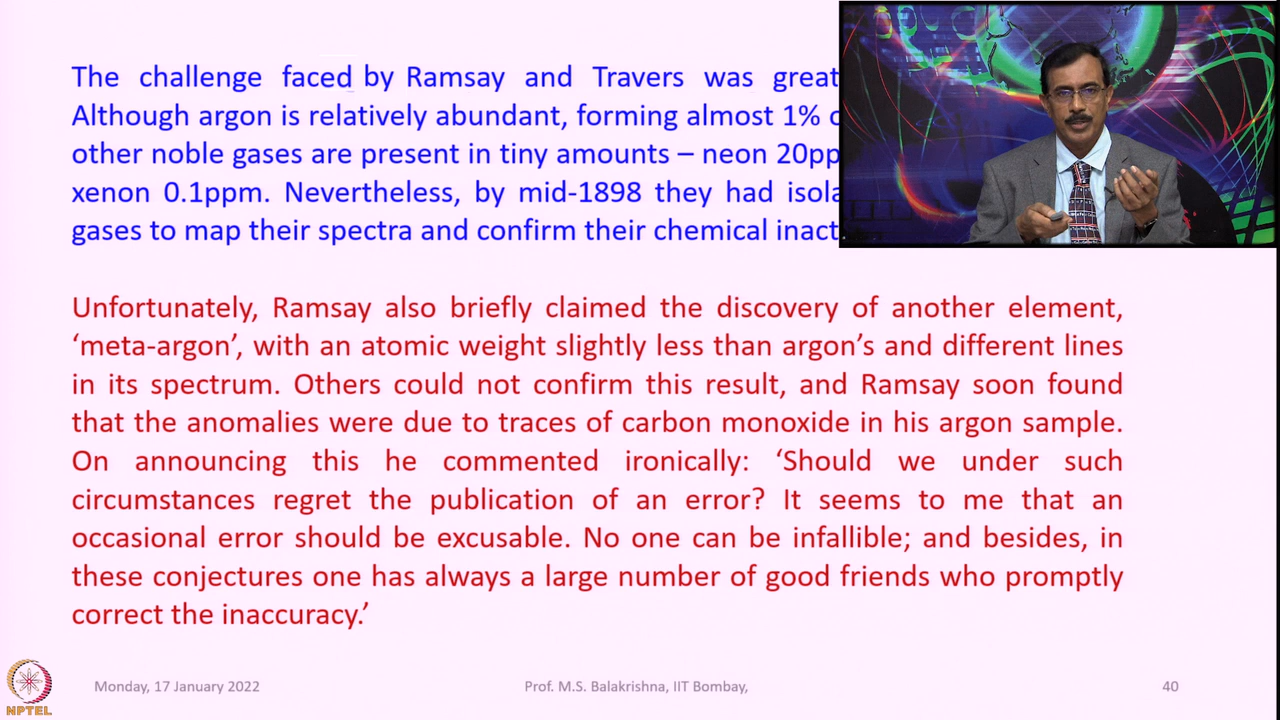 The challenge faced by Ramsay and Travers was great
Although argon is relatively abundant, forming almost 1%
other noble gases are present in tiny amounts – neon
xenon 0.1ppm. Nevertheless, by mid-1898 they had
gases to map their spectra and confirm their chemical
Unfortunately, Ramsay also briefly claimed the discovery of another element,
‘meta-argon’, with an atomic weight slightly less than argon’s and different lines
in its spectrum. Others could not confirm this result, and Ramsay soon found
that the anomalies were due to traces of carbon monoxide in his argon sample.
On announcing this he commented ironically: ‘Should we under such
circumstances regret the publication of an error? It seems to me that an
occasional error should be excusable. No one can be infallible; and besides, in
these conjectures one has always a large number of good friends who promptly
correct the inaccuracy.’
NPTEL
Monday, 17 January 2022
Prof. M.S. Balakrishna, IIT Bombay,
40